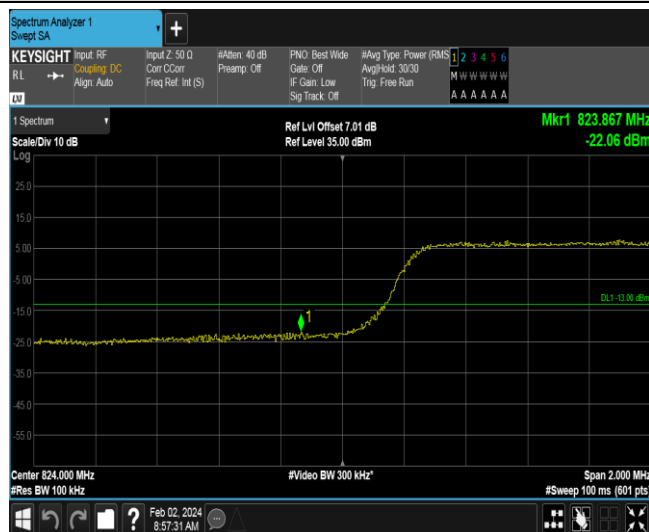 Spectrum Analyzer 1
Swept SA
+
KEYSIGHT
RL
LXI
Input: RF
Coupling: DC
Align: Auto
Input Z: 50 Ω
Corr CCorr
Freq Ref: Int (S)
#Atten: 40 dB
Preamp: Off
PNO: Best Wide
Gate: Off
IF Gain: Low
Sig Track: Off
#Avg Type: Power (RMS
Avg|Hold: 30/30
Trig: Free Run
1 2 3 4 5 6
M W W W W W
A A A A A A
1 Spectrum
Scale/Div 10 dB
Log
Ref Lvl Offset 7.01 dB
Ref Level 35.00 dBm
Mkr1 823.867 MHz
-22.06 dBm
25.0
15.0
5.00
-5.00
DL1 -13.00 dBm
-15.0
1
-25.0
-35.0
-45.0
-55.0
Center 824.000 MHz
#Video BW 300 kHz*
Span 2.000 MHz
#Res BW 100 kHz
#Sweep 100 ms (601 pts)
?
Feb 02, 2024
8:57:31 AM